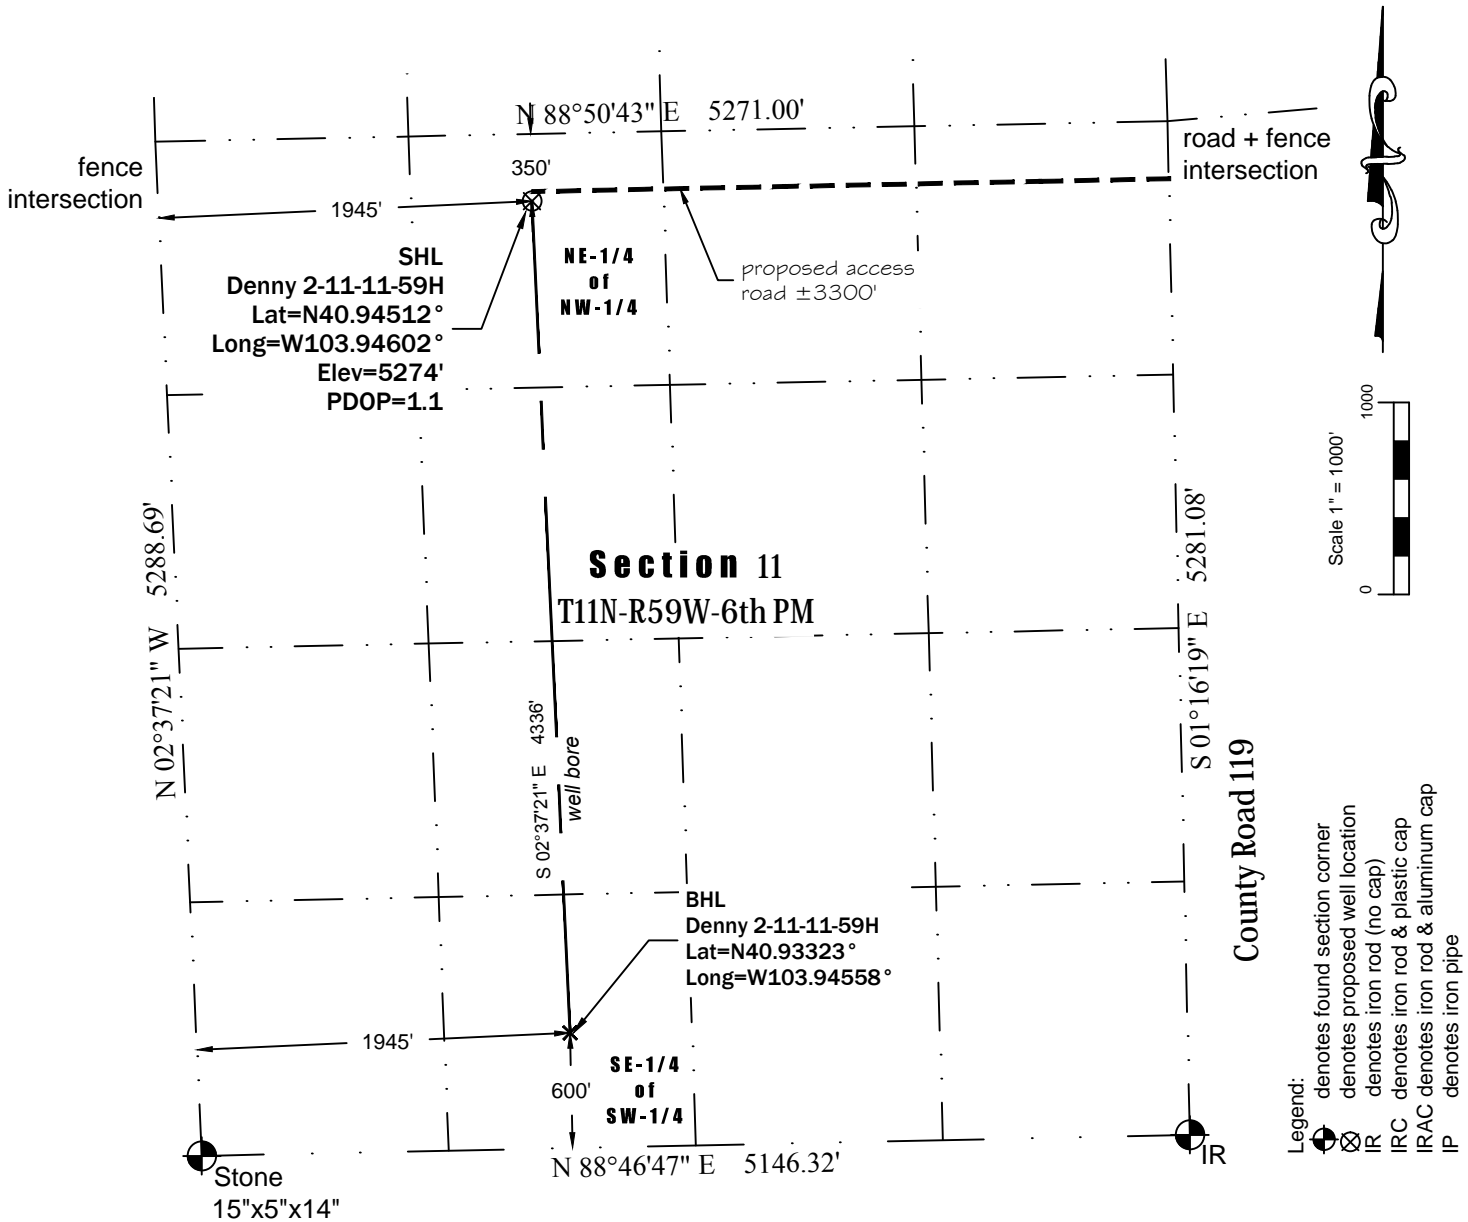 N 88°50'43" E 5271.00'
fence
intersection
road + fence
intersection
350'
1945'
SHL
Denny 2-11-11-59H
Lat=N40.94512°
Long=W103.94602°
Elev=5274'
PDOP=1.1
NE-1/4
of
NW-1/4
proposed access
road ±3300'
Scale 1" = 1000'
0
1000
N 02°37'21" W 5288.69'
Section 11
T11N-R59W-6th PM
S 01°16'19" E 5281.08'
S 02°37'21" E 4336'
well bore
County Road 119
BHL
Denny 2-11-11-59H
Lat=N40.93323°
Long=W103.94558°
1945'
600'
SE-1/4
of
SW-1/4
N 88°46'47" E 5146.32'
Stone
15"x5"x14"
IR
Legend:
denotes found section corner
denotes proposed well location
IR denotes iron rod (no cap)
IRC denotes iron rod & plastic cap
IRAC denotes iron rod & aluminum cap
IP denotes iron pipe